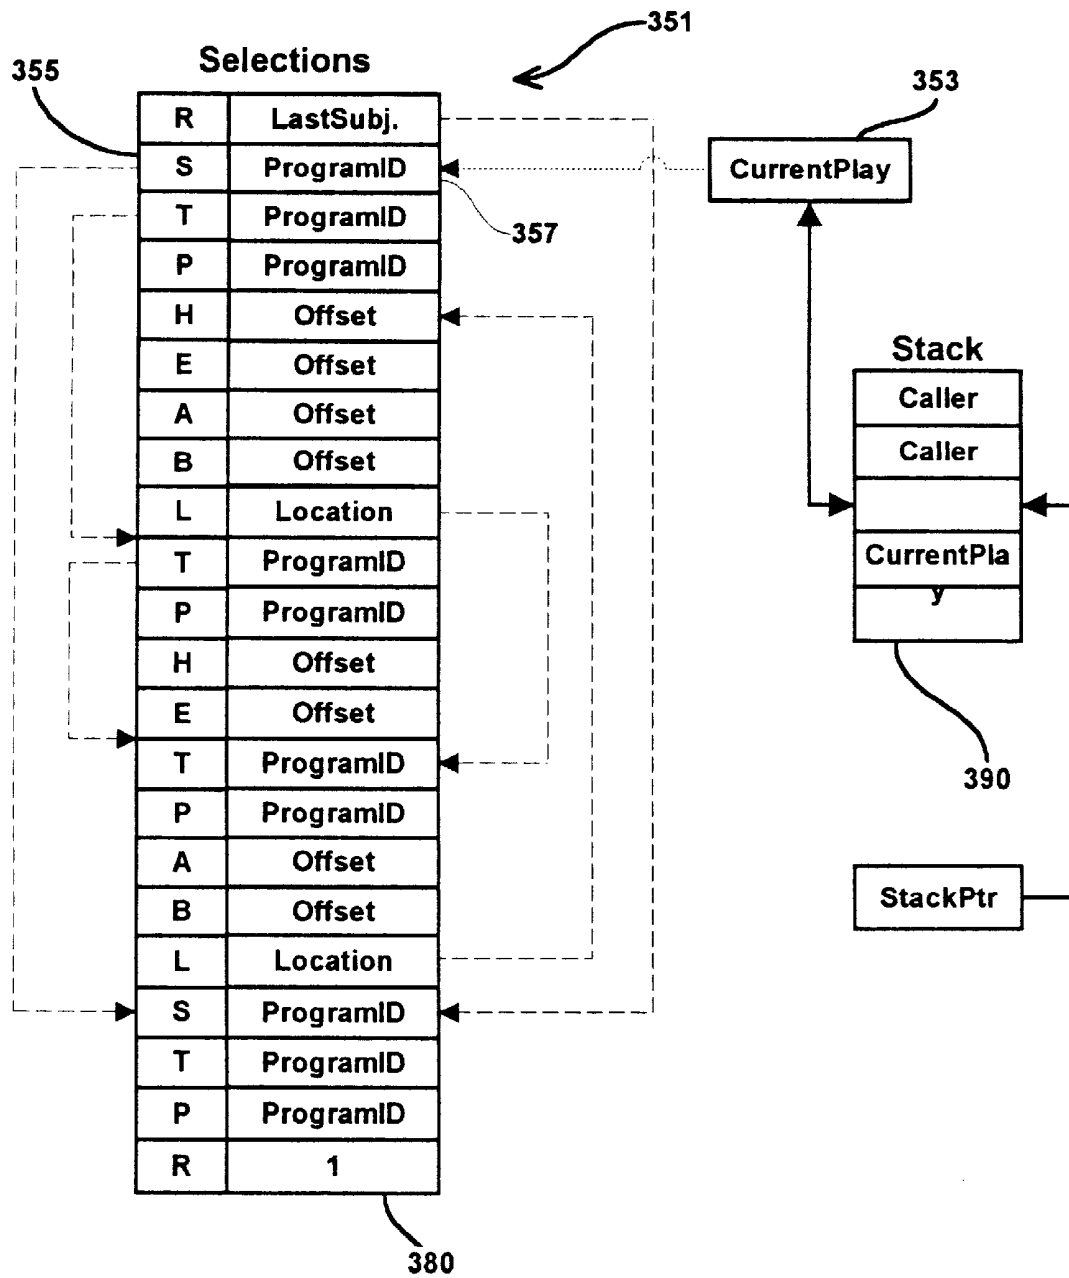 351
Selections
355
353
R LastSubj.
S ProgramID
CurrentPlay
T ProgramID
357
P ProgramID
H Offset
E Offset
Stack
A Offset
Caller
B Offset
Caller
L Location
T ProgramID
CurrentPla
y
P ProgramID
H Offset
E Offset
T ProgramID
390
P ProgramID
A Offset
B Offset
StackPtr
L Location
S ProgramID
T ProgramID
P ProgramID
R 1
380